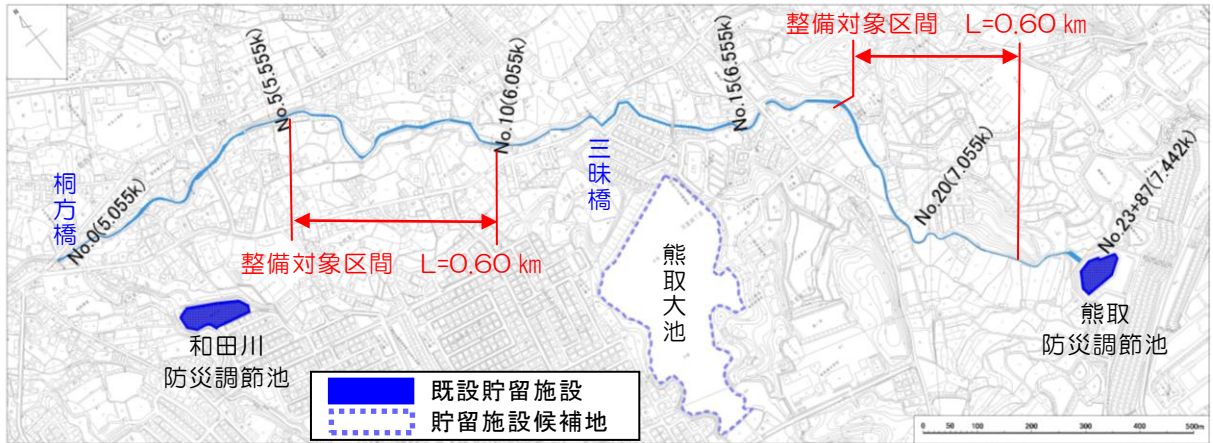 整備対象区間 L=0.60 km
No.5(5.555k)
No.10(6.055k)
No.15(6.555k)
三昧橋
桐方橋
No.0(5.055k)
No.20(7.055k)
No.23+87(7.442k)
整備対象区間 L=0.60 km
熊取大池
和田川
防災調節池
熊取
防災調節池
既設貯留施設
貯留施設候補地
0 50 100 200 300 400 500m